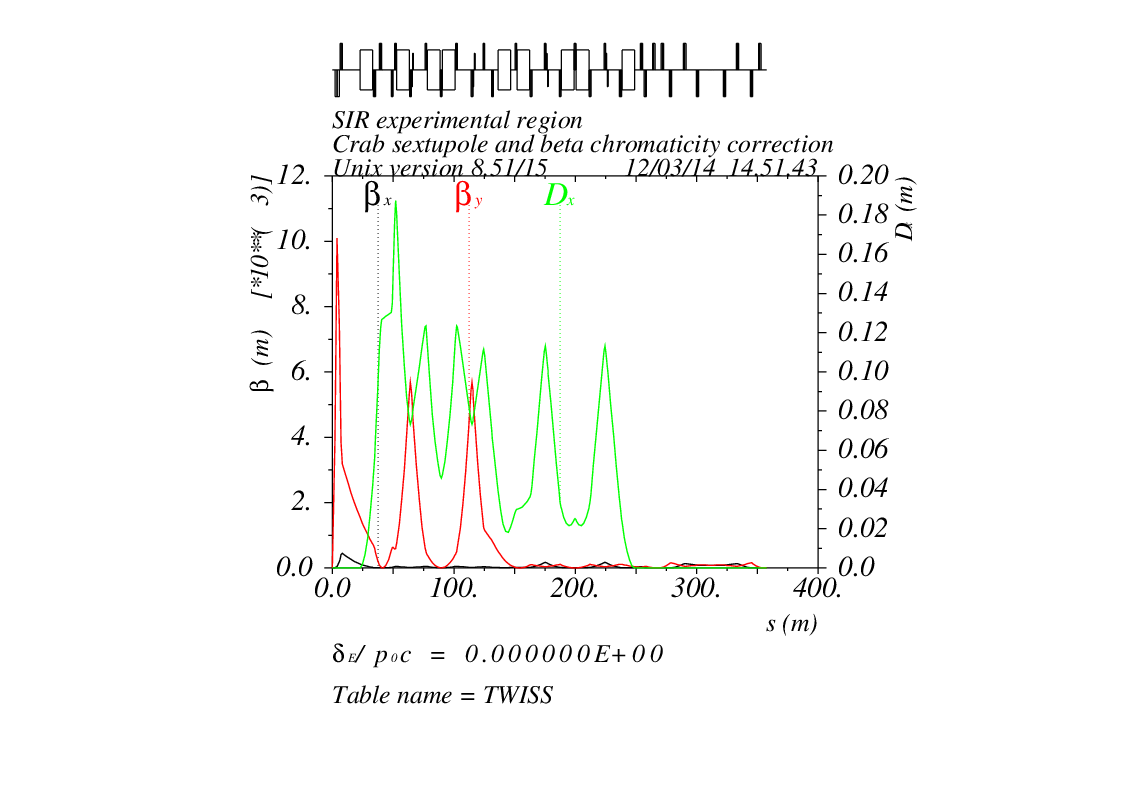 SIR experimental region
Crab sextupole and beta chromaticity correction
Unix version 8.51/15 12/03/14 14.51.43
βx βy Dx
12.
10.
8.
6.
4.
2.
0.0
β (m) [*10**( 3)]
0.20
0.18
0.16
0.14
0.12
0.10
0.08
0.06
0.04
0.02
0.0
Dx (m)
0.0 100. 200. 300. 400.
s (m)
δE/ p0c = 0.000000E+00
Table name = TWISS